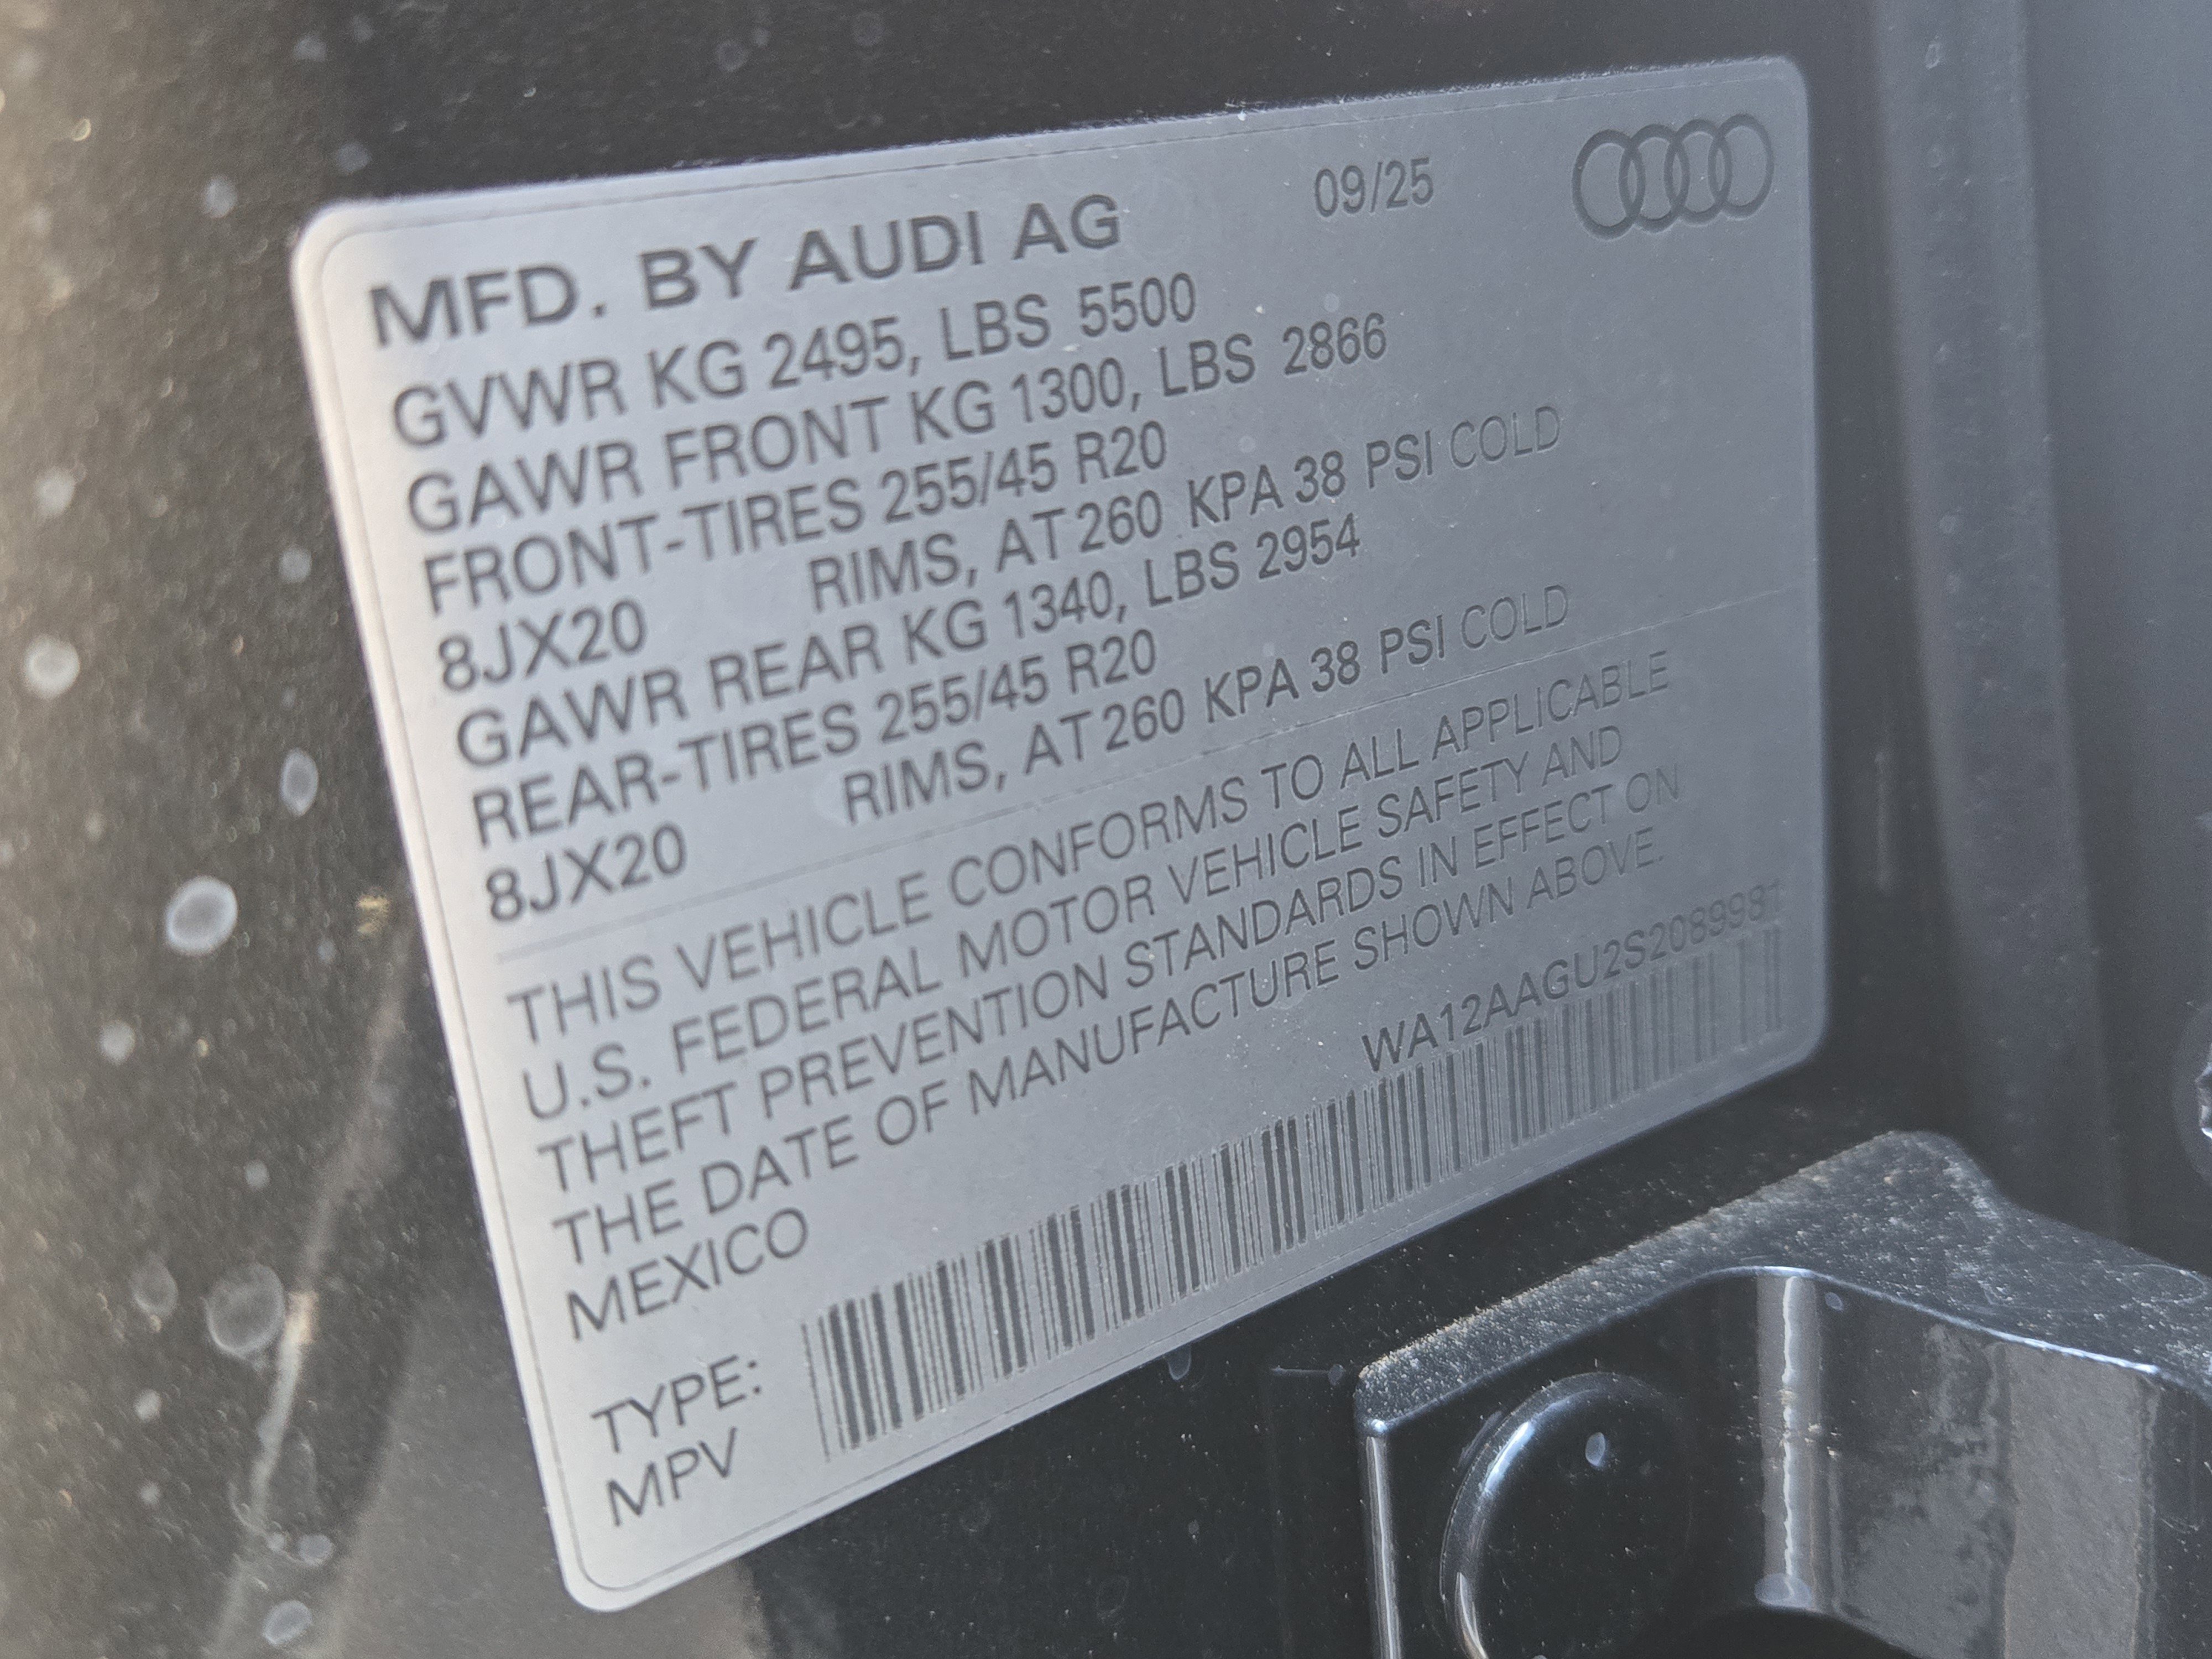 MFD. BY AUDI AG 09/25
GVWR KG 2495, LBS 5500
GAWR FRONT KG 1300, LBS 2866
FRONT-TIRES 255/45 R20
8JX20 RIMS, AT 260 KPA 38 PSI COLD
GAWR REAR KG 1340, LBS 2954
REAR-TIRES 255/45 R20
8JX20 RIMS, AT 260 KPA 38 PSI COLD
THIS VEHICLE CONFORMS TO ALL APPLICABLE
U.S. FEDERAL MOTOR VEHICLE SAFETY AND
THEFT PREVENTION STANDARDS IN EFFECT ON
THE DATE OF MANUFACTURE SHOWN ABOVE.
MEXICO
WA12AAGU2S2089981
TYPE:
MPV